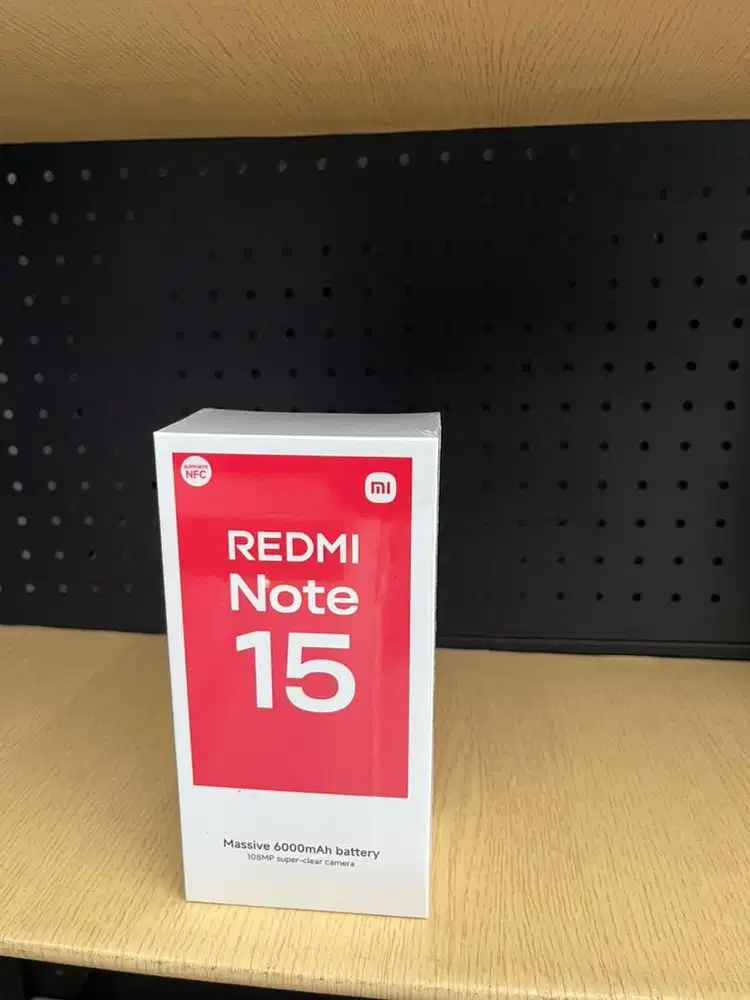 SUPPORTS
NFC
mi
REDMI
Note
15
Massive 6000mAh battery
108MP super-clear camera